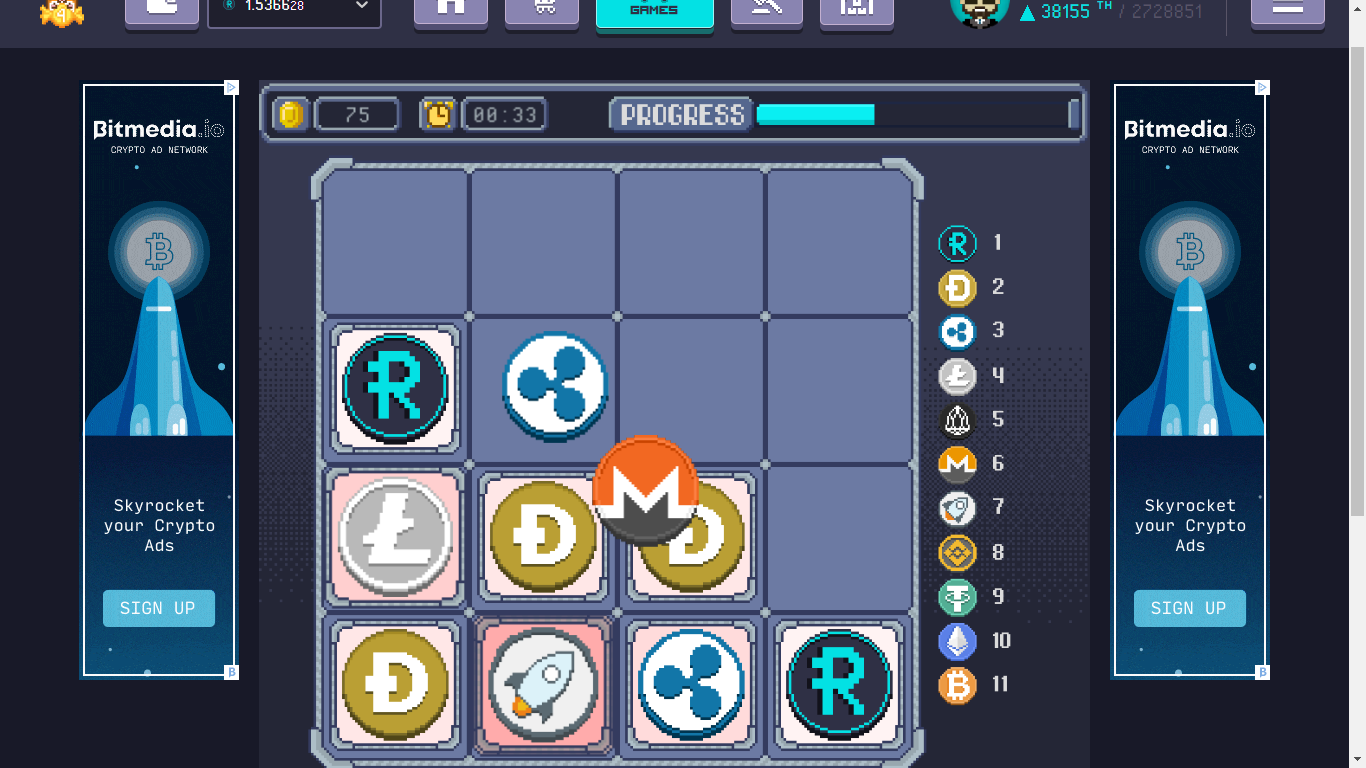 1.536628
GAMES
38155 TH / 2728851
Bitmedia.io
CRYPTO AD NETWORK
Skyrocket
your Crypto
Ads
SIGN UP
75
00:33
PROGRESS
1
2
3
4
5
6
7
8
9
10
11
Bitmedia.io
CRYPTO AD NETWORK
Skyrocket
your Crypto
Ads
SIGN UP